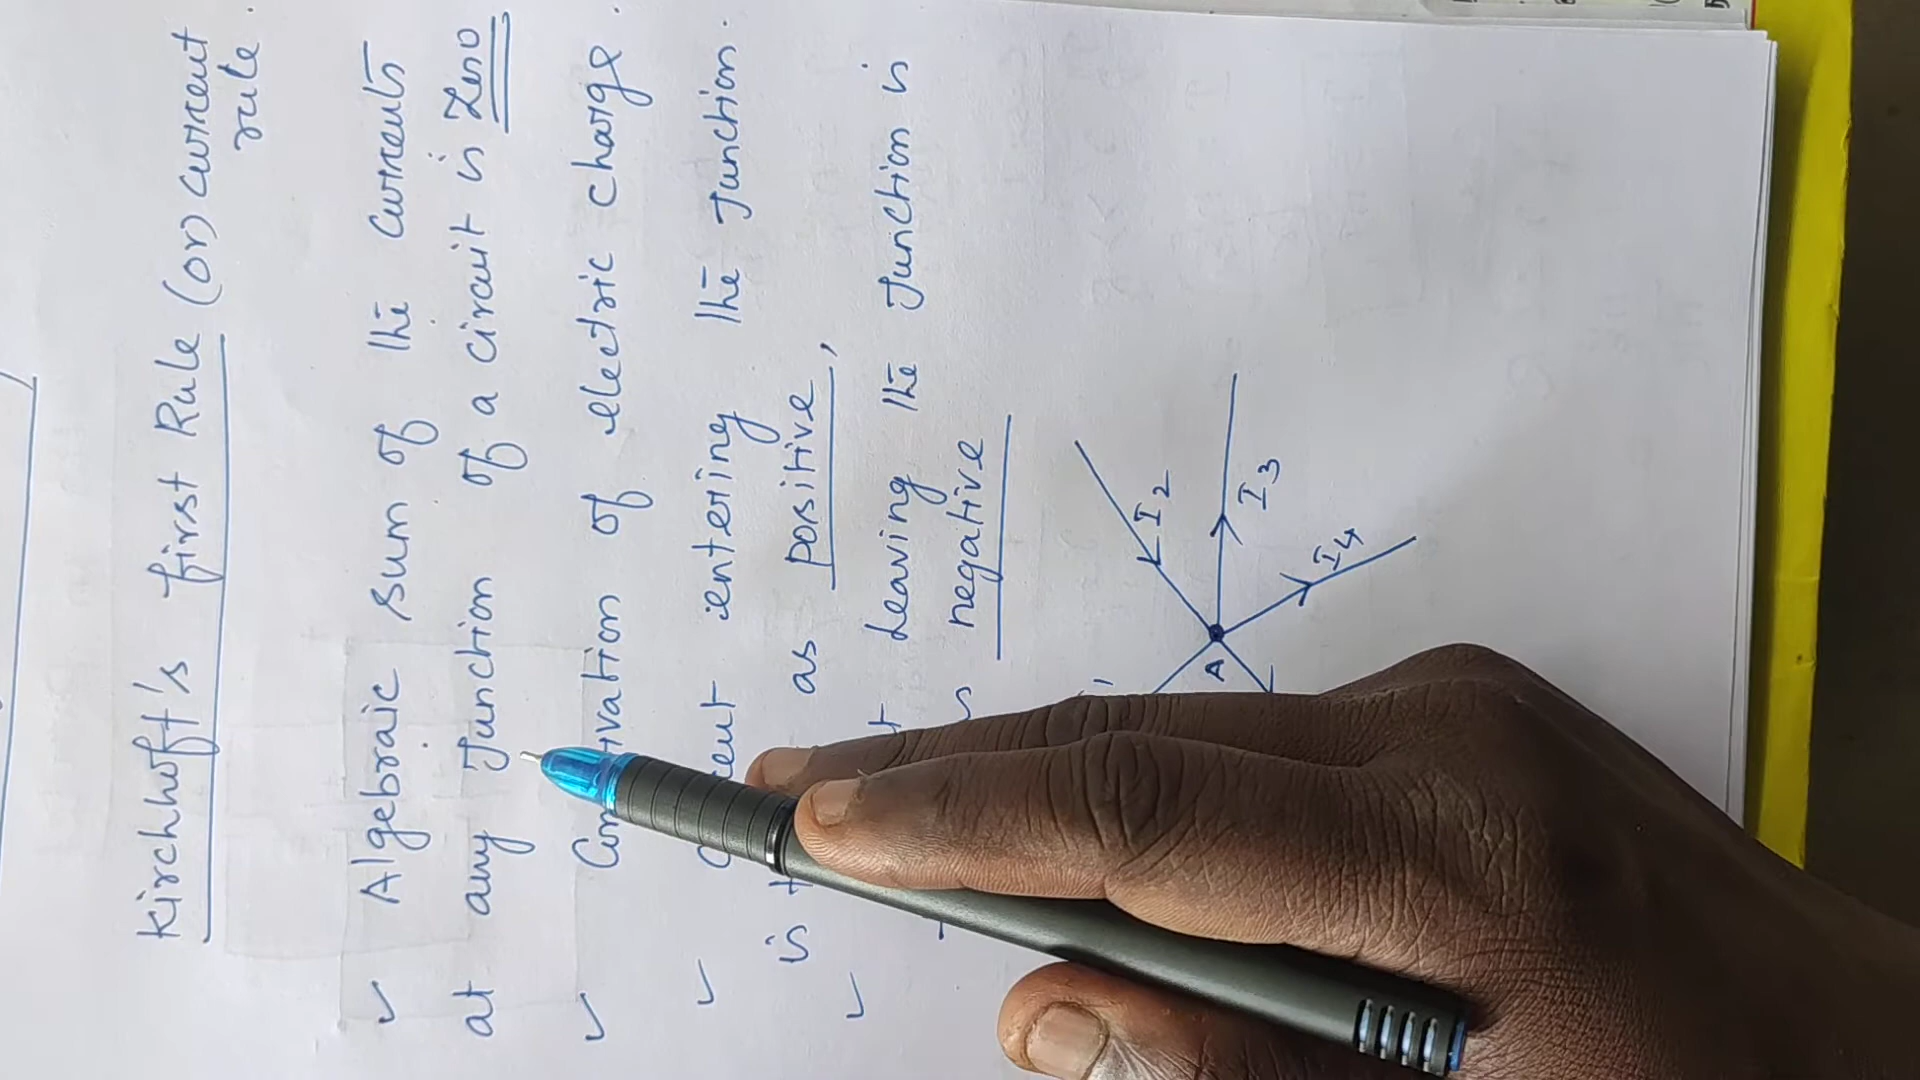 Kirchhoff's first Rule (or) current
rule.
✓ Algebraic sum of the currents
at any Junction of a circuit is Zero
✓ of electric charge.
✓ entering the Junction.
is as positive,
✓ Leaving the Junction is
negative
I2
I3
I4
A